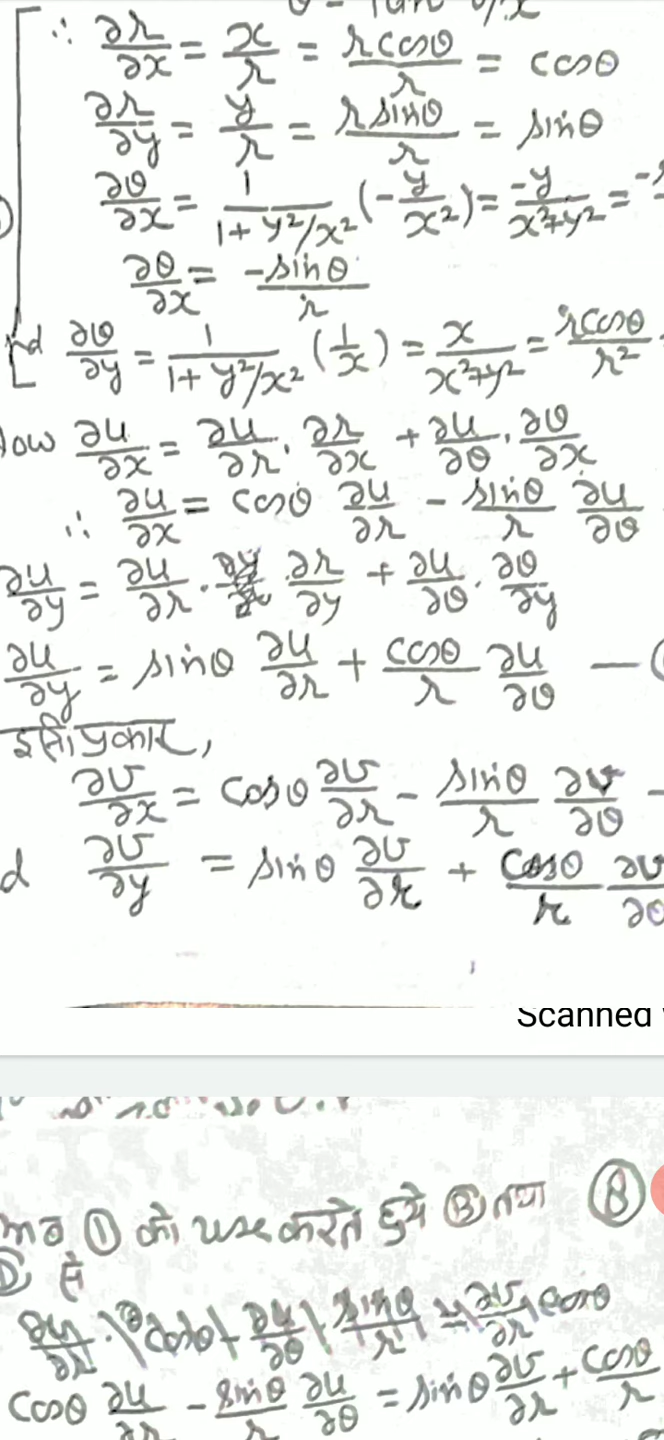 ∴ ∂r/∂x = x/r = r cosθ/r = cosθ
∂r/∂y = y/r = r sinθ/r = sinθ
∂θ/∂x = 1/(1+y²/x²) (-y/x²) = -y/(x²+y²) = -
∂θ/∂x = -sinθ/r
nd ∂θ/∂y = 1/(1+y²/x²) (1/x) = x/(x²+y²) = r cosθ/r²
Now ∂u/∂x = ∂u/∂r . ∂r/∂x + ∂u/∂θ . ∂θ/∂x
∴ ∂u/∂x = cosθ ∂u/∂r - sinθ/r ∂u/∂θ
∂u/∂y = ∂u/∂r . ∂r/∂y + ∂u/∂θ . ∂θ/∂y
∂u/∂y = sinθ ∂u/∂r + cosθ/r ∂u/∂θ —
इसी प्रकार,
∂v/∂x = cosθ ∂v/∂r - sinθ/r ∂v/∂θ -
d ∂v/∂y = sinθ ∂v/∂r + cosθ/r ∂v/∂θ
Scanned
① को use करते हुये Ⓑ तथा Ⓑ
से
cosθ ∂u/∂r - sinθ/r ∂u/∂θ = sinθ ∂v/∂r + cosθ/r